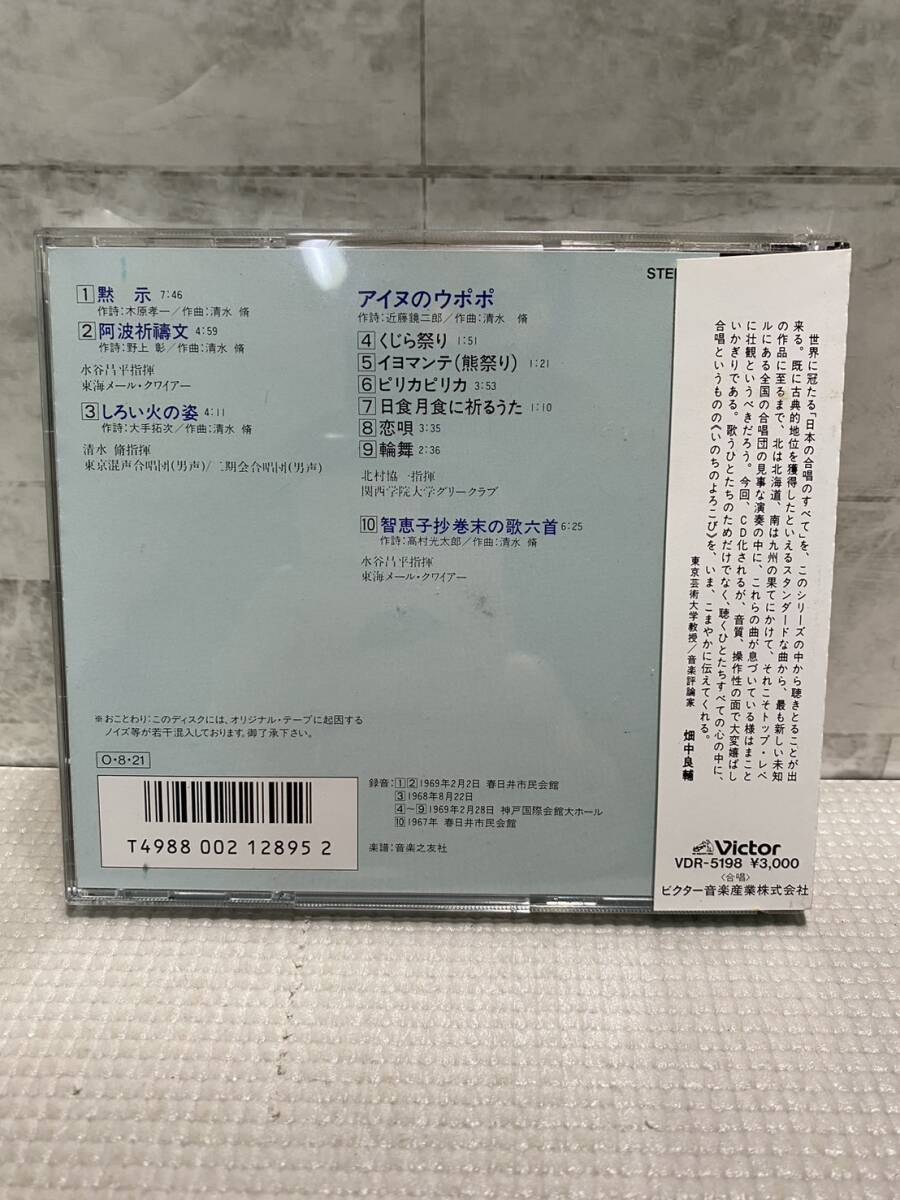 1 黙 示 7:46
作詩：木原孝一／作曲：清水 脩
2 阿波祈禱文 4:59
作詩：野上 彰／作曲：清水 脩
水谷昌平指揮
東海メール・クワイアー
3 しろい火の姿 4:11
作詩：大手拓次／作曲：清水 脩
清水 脩指揮
東京混声合唱団(男声)/二期会合唱団(男声)
STE
アイヌのウポポ
作詩：近藤鏡二郎／作曲：清水 脩
4 くじら祭り 1:51
5 イヨマンテ(熊祭り) 1:21
6 ピリカピリカ 3:53
7 日食月食に祈るうた 1:10
8 恋唄 3:35
9 輪舞 2:36
北村協一指揮
関西学院大学グリークラブ
10 智恵子抄巻末の歌六首 6:25
作詩：高村光太郎／作曲：清水 脩
水谷昌平指揮
東海メール・クワイアー
※おことわり：このディスクには、オリジナル・テープに起因する
ノイズ等が若干混入しております。御了承下さい。
O・8・21
T4988 002 12895 2
録音：1 2 1969年2月2日 春日井市民会館
3 1968年8月22日
4〜9 1969年2月28日 神戸国際会館大ホール
10 1967年 春日井市民会館
楽譜：音楽之友社
世界に冠たる「日本の合唱のすべて」を、このシリーズの中から聴きとることが出
来る。既に古典的地位を獲得したといえるスタンダードな曲から、最も新しい未知
の作品に至るまで、北は北海道、南は九州の果てにかけて、それこそトップ・レベ
ルにある全国の合唱団の見事な演奏の中に、これらの曲が息づいている様はまこと
に壮観というべきだろう。今回、CD化されるが、音質、操作性の面で大変嬉ばし
いかぎりである。歌うひとたちのためだけでなく、聴くひとたちすべての心の中に、
合唱というものの《いのちのよろこび》を、いま、こまやかに伝えてくれる。
東京芸術大学教授／音楽評論家 畑中良輔
Victor
VDR-5198 ¥3,000
〈合唱〉
ビクター音楽産業株式会社